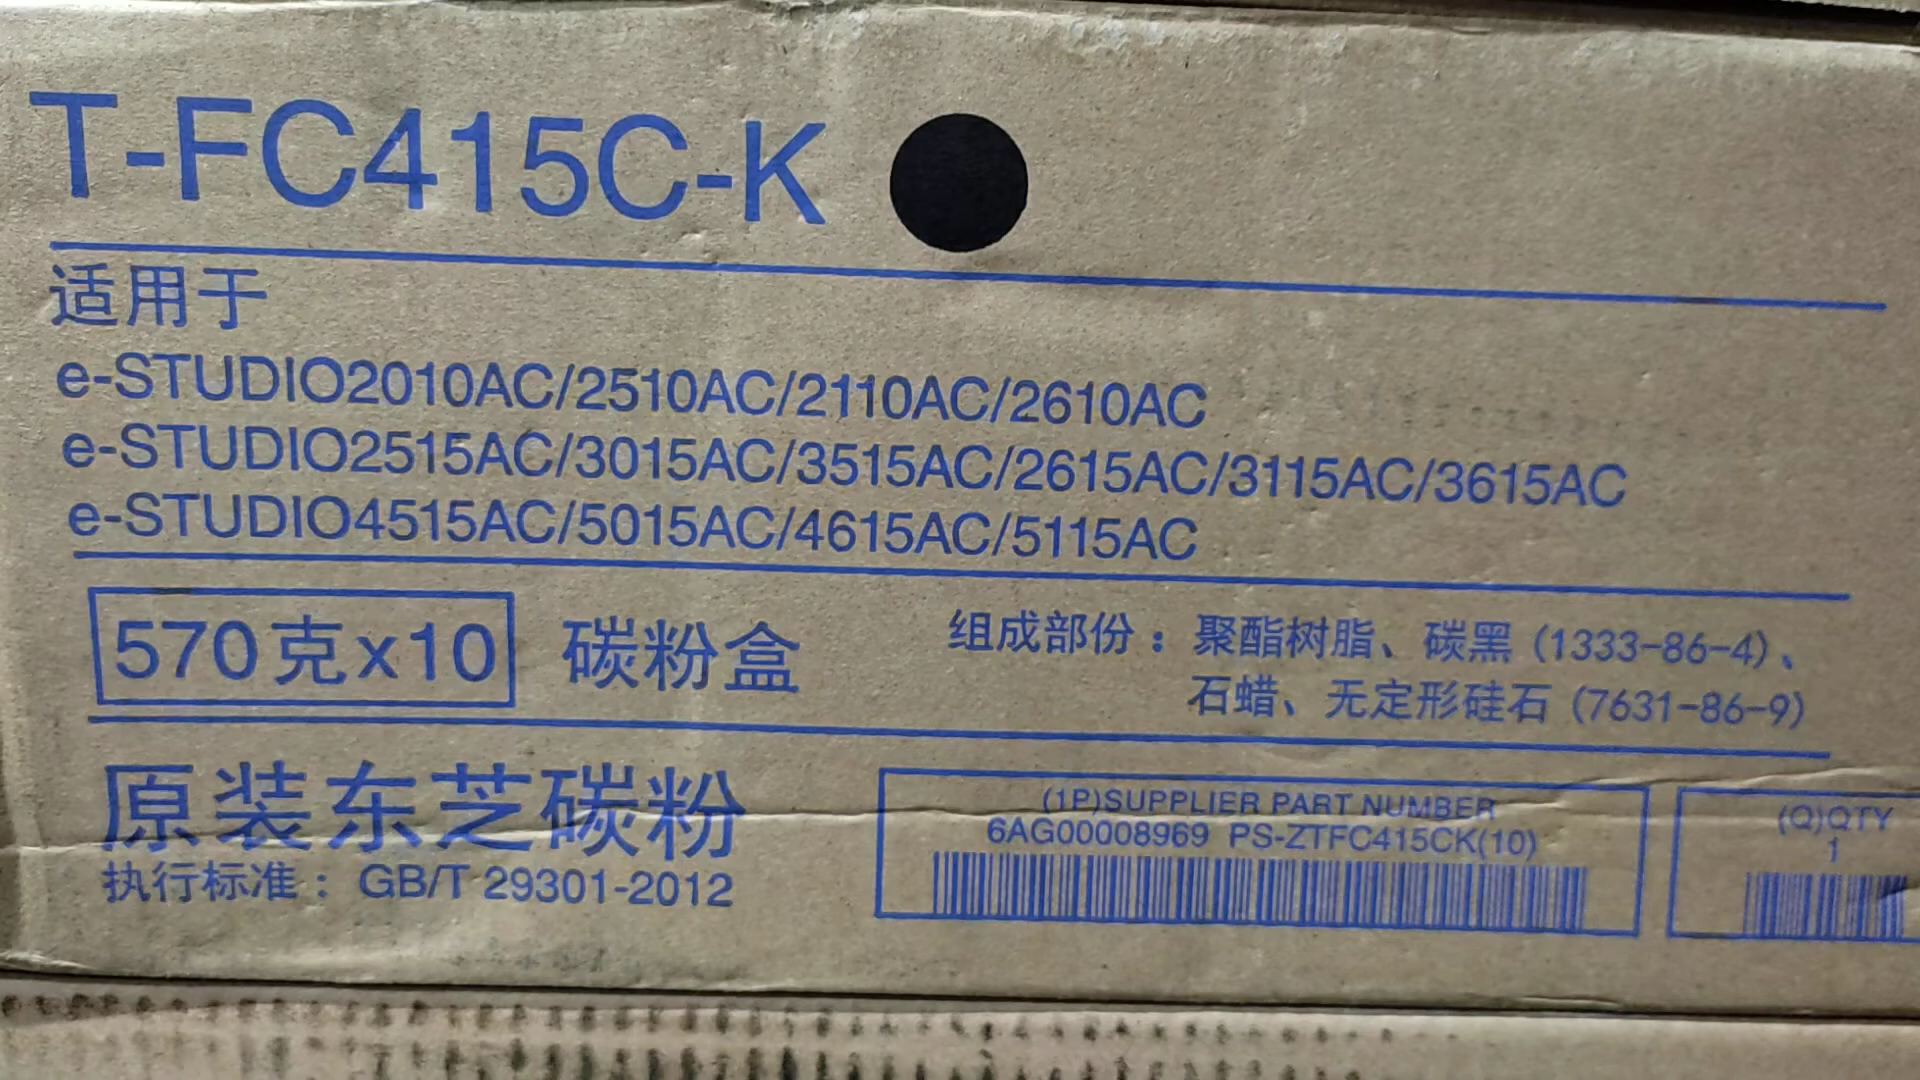 T-FC415C-K
适用于
e-STUDIO2010AC/2510AC/2110AC/2610AC
e-STUDIO2515AC/3015AC/3515AC/2615AC/3115AC/3615AC
e-STUDIO4515AC/5015AC/4615AC/5115AC
570克x10 碳粉盒
组成部份：聚酯树脂、碳黑 (1333-86-4)、
石蜡、无定形硅石 (7631-86-9)
原装东芝碳粉
执行标准：GB/T 29301-2012
(1P)SUPPLIER PART NUMBER
6AG00008969 PS-ZTFC415CK(10)
(Q)QTY
1